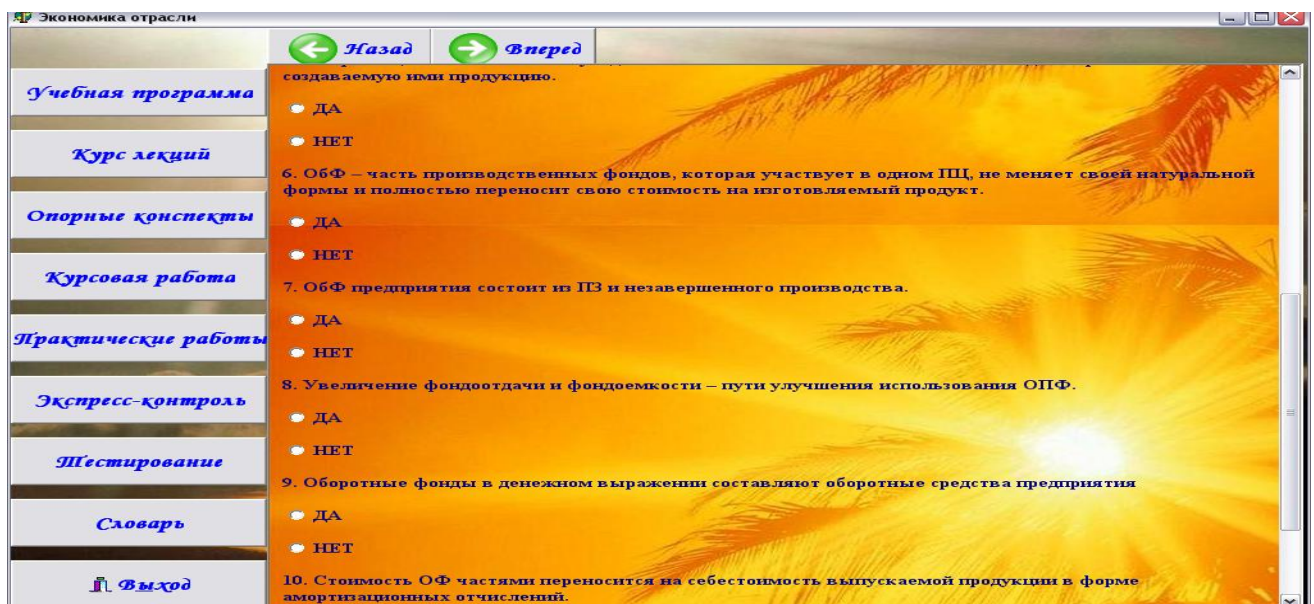 Экономика отрасли
Назад
Вперед
Учебная программа
Курс лекций
Опорные конспекты
Курсовая работа
Практические работы
Экспресс-контроль
Тестирование
Словарь
Выход
создаваемую ими продукцию.
ДА
НЕТ
6. ОбФ – часть производственных фондов, которая участвует в одном ПЦ, не меняет своей натуральной
формы и полностью переносит свою стоимость на изготовляемый продукт.
ДА
НЕТ
7. ОбФ предприятия состоит из ПЗ и незавершенного производства.
ДА
НЕТ
8. Увеличение фондоотдачи и фондоемкости – пути улучшения использования ОПФ.
ДА
НЕТ
9. Оборотные фонды в денежном выражении составляют оборотные средства предприятия
ДА
НЕТ
10. Стоимость ОФ частями переносится на себестоимость выпускаемой продукции в форме
амортизационных отчислений.